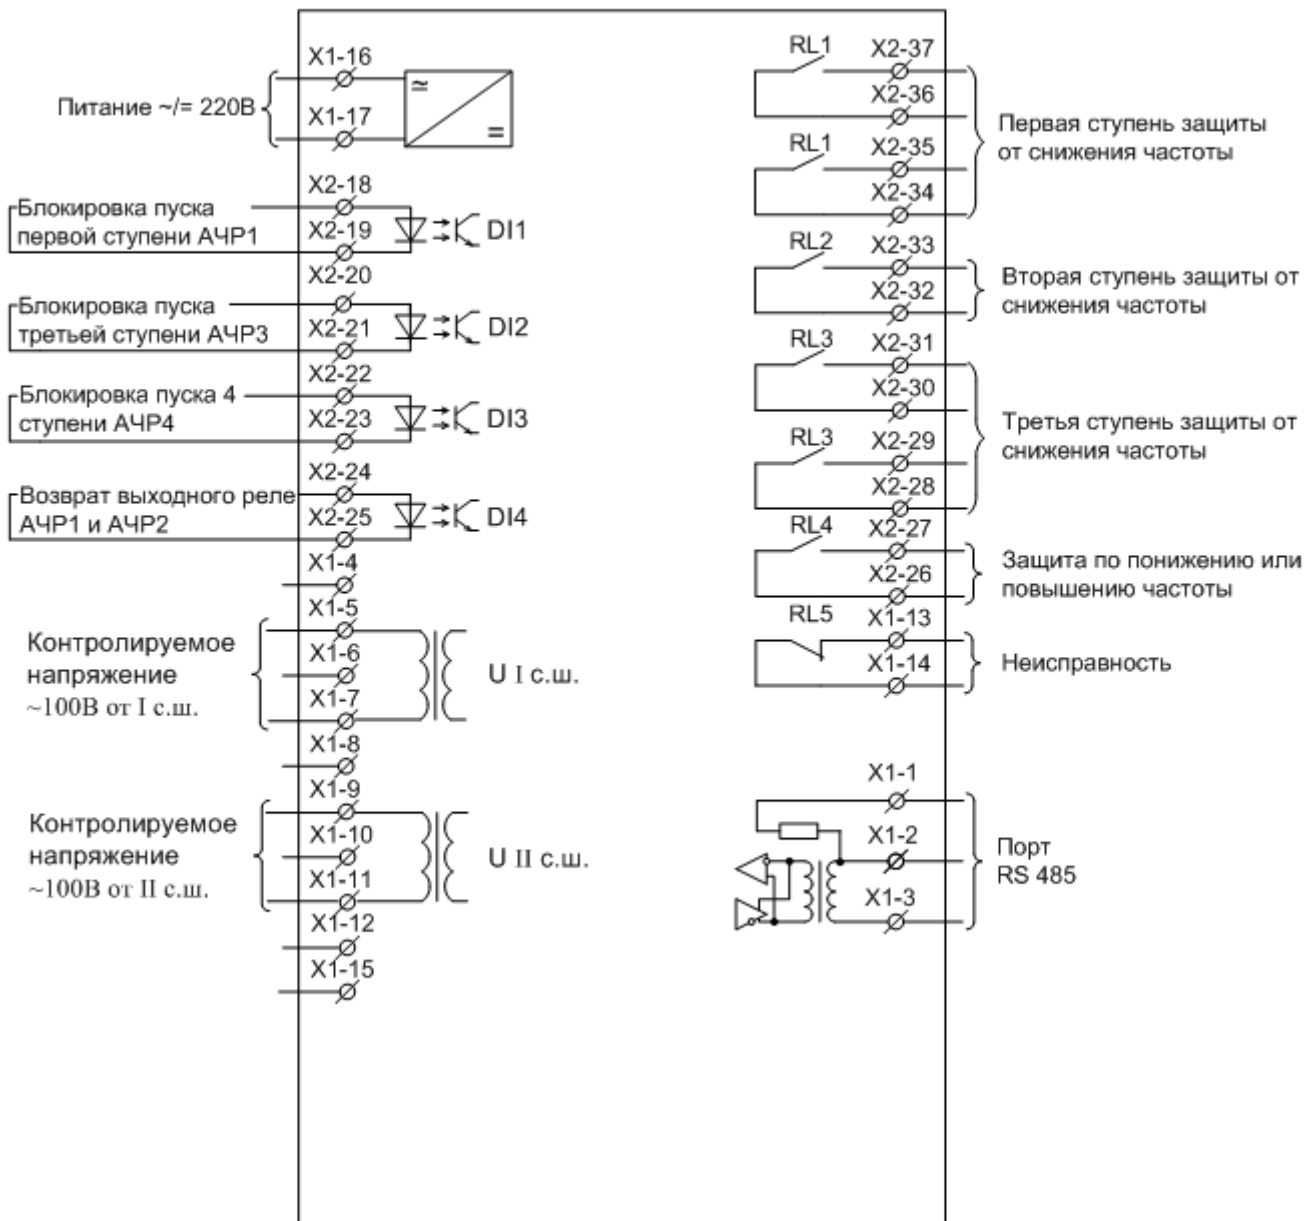 X1-16
Питание ~/= 220В
X1-17
≃
=
X2-18
Блокировка пуска
первой ступени АЧР1
X2-19
DI1
X2-20
Блокировка пуска
третьей ступени АЧР3
X2-21
DI2
X2-22
Блокировка пуска 4
ступени АЧР4
X2-23
DI3
X2-24
Возврат выходного реле
АЧР1 и АЧР2
X2-25
DI4
X1-4
X1-5
Контролируемое
напряжение
~100В от I с.ш.
X1-6
U I с.ш.
X1-7
X1-8
X1-9
Контролируемое
напряжение
~100В от II с.ш.
X1-10
U II с.ш.
X1-11
X1-12
X1-15
RL1
X2-37
X2-36
RL1
X2-35
X2-34
Первая ступень защиты
от снижения частоты
RL2
X2-33
X2-32
Вторая ступень защиты от
снижения частоты
RL3
X2-31
X2-30
RL3
X2-29
X2-28
Третья ступень защиты от
снижения частоты
RL4
X2-27
X2-26
Защита по понижению или
повышению частоты
RL5
X1-13
X1-14
Неисправность
X1-1
X1-2
X1-3
Порт
RS 485